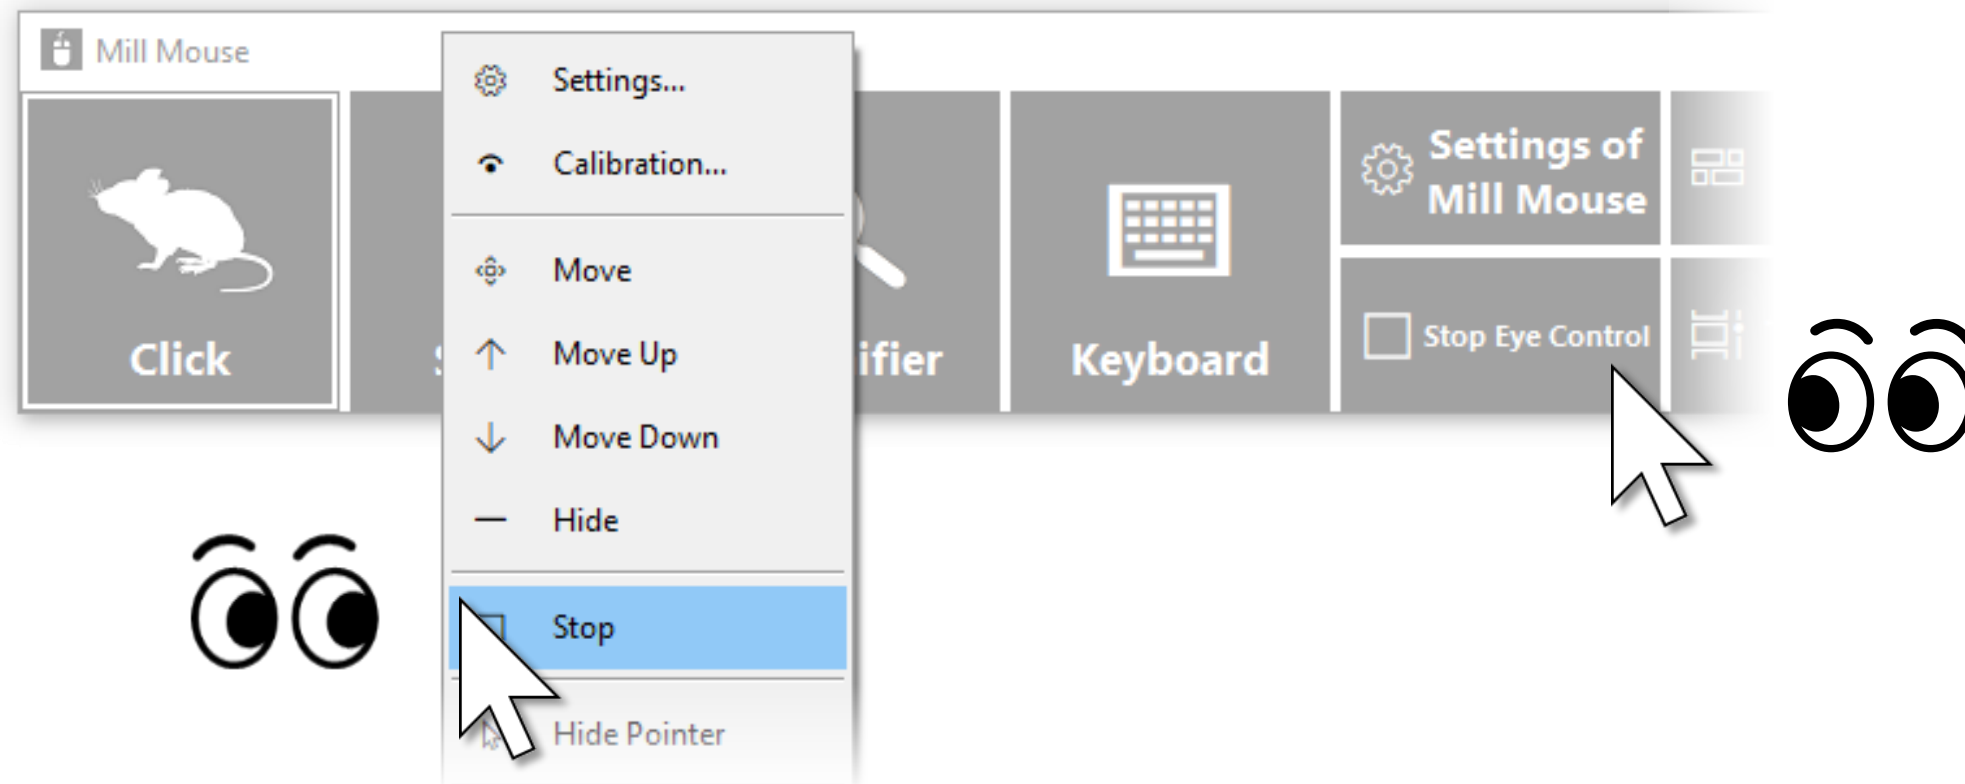 Mill Mouse
Settings...
Calibration...
Move
Move Up
Move Down
Hide
Stop
Hide Pointer
Click
ifier
Keyboard
Settings of
Mill Mouse
Stop Eye Control